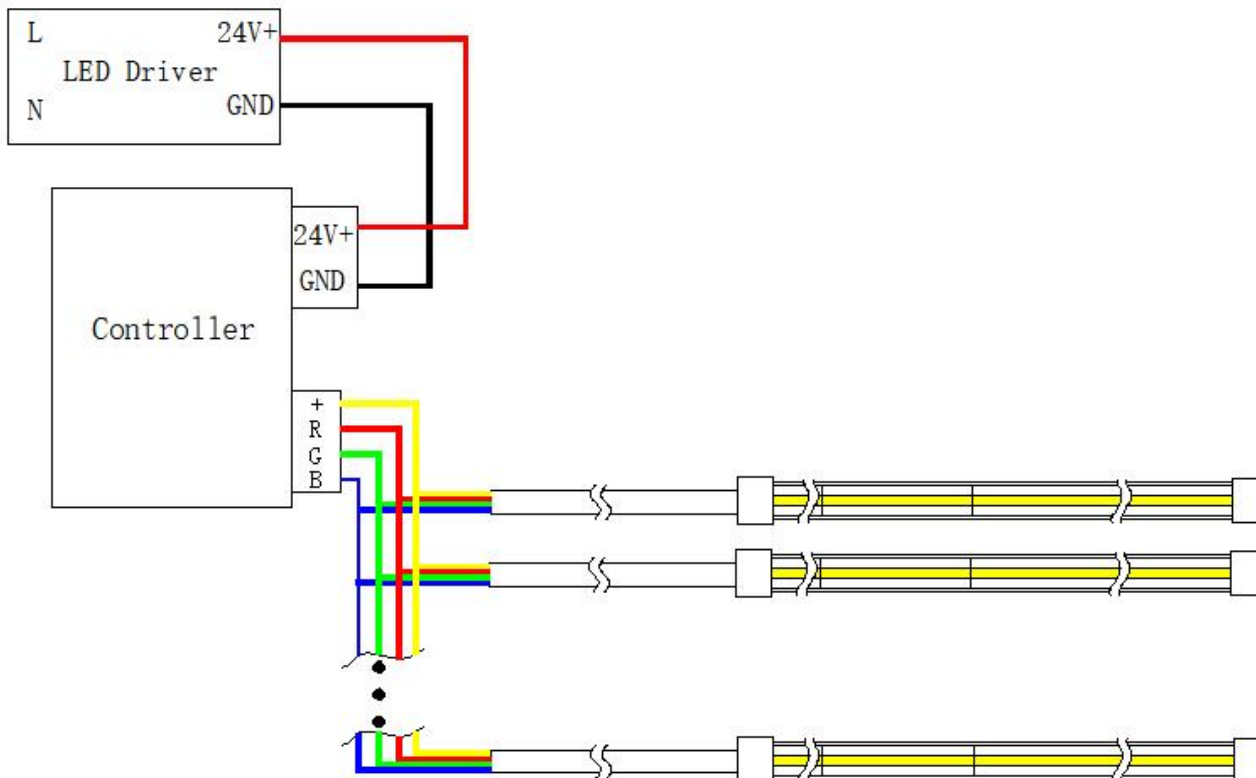 L 24V+
LED Driver
N GND
24V+
GND
Controller
+
R
G
B